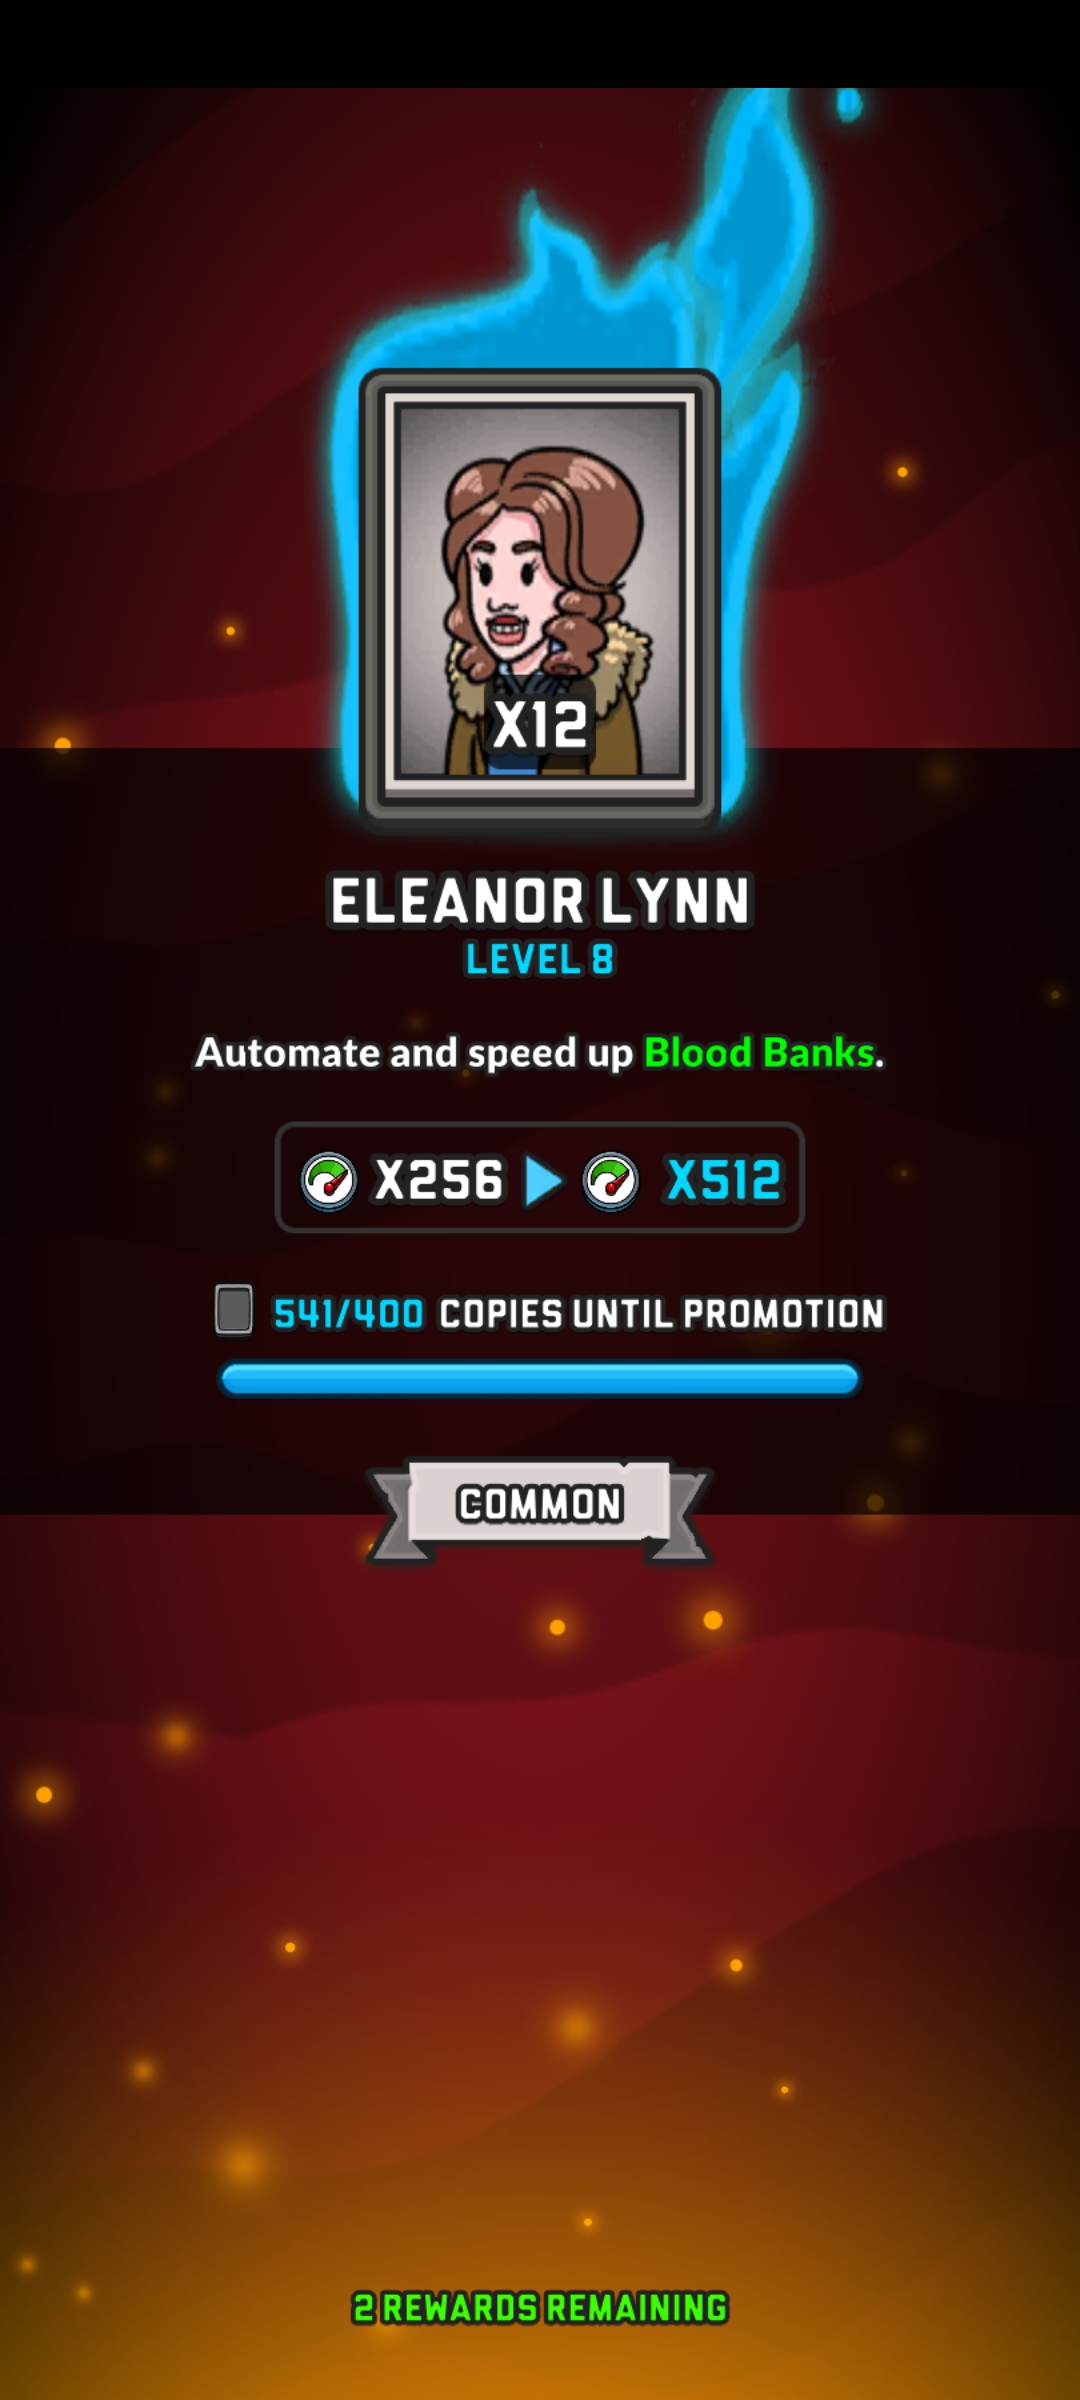 X12
ELEANOR LYNN
LEVEL 8
Automate and speed up Blood Banks.
X256 X512
541/400 COPIES UNTIL PROMOTION
COMMON
2 REWARDS REMAINING